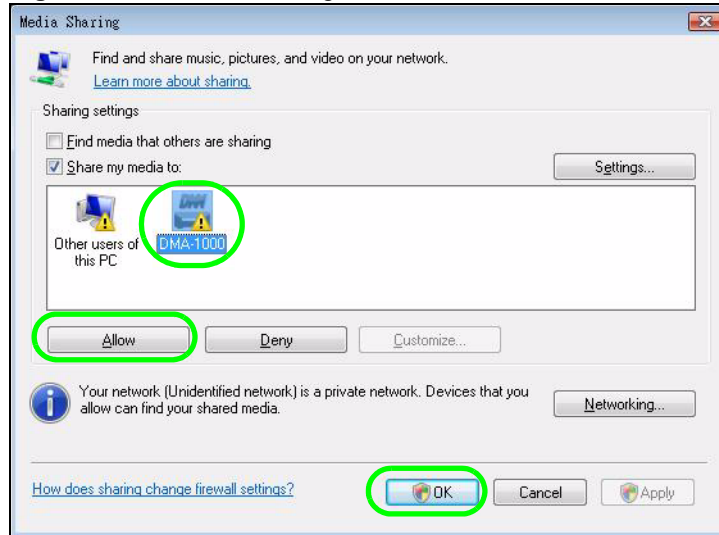 Media Sharing
Find and share music, pictures, and video on your network.
Learn more about sharing.
Sharing settings
Find media that others are sharing
Share my media to:
Settings...
Other users of
this PC
DMA-1000
Allow
Deny
Customize...
Your network (Unidentified network) is a private network. Devices that you
allow can find your shared media.
Networking...
How does sharing change firewall settings?
OK
Cancel
Apply